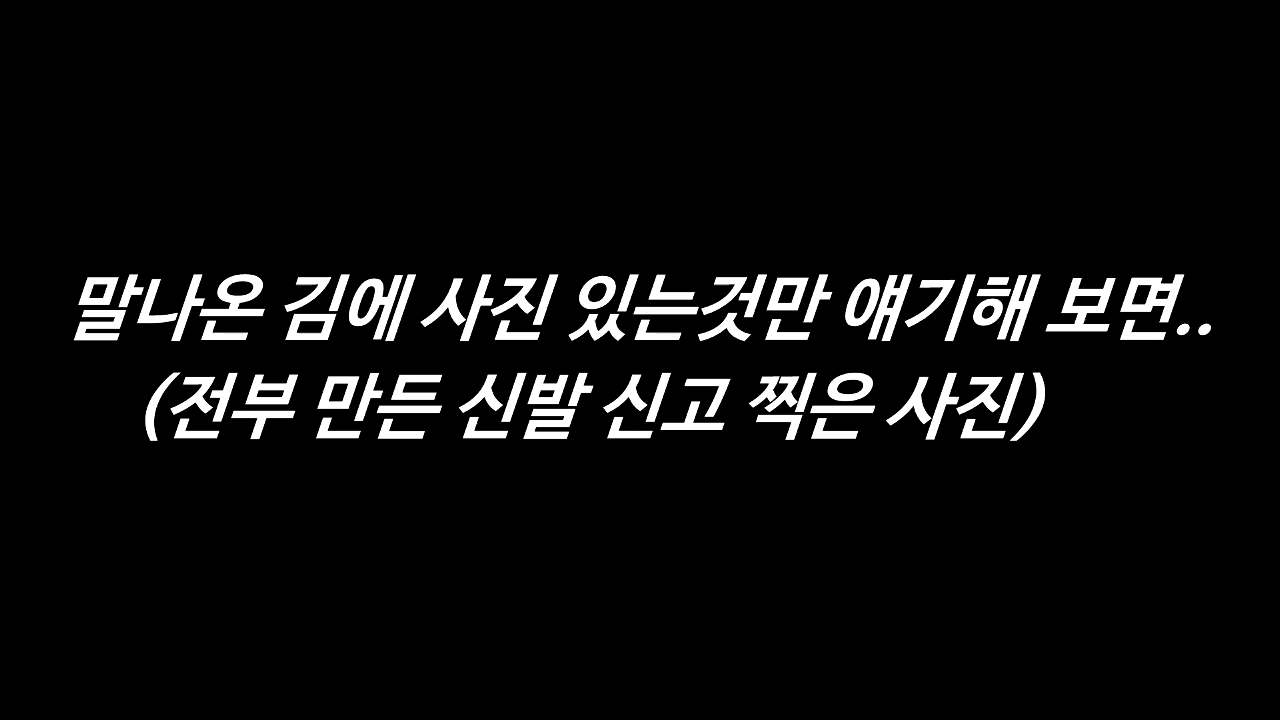 말나온 김에 사진 있는것만 얘기해 보면..
(전부 만든 신발 신고 찍은 사진)